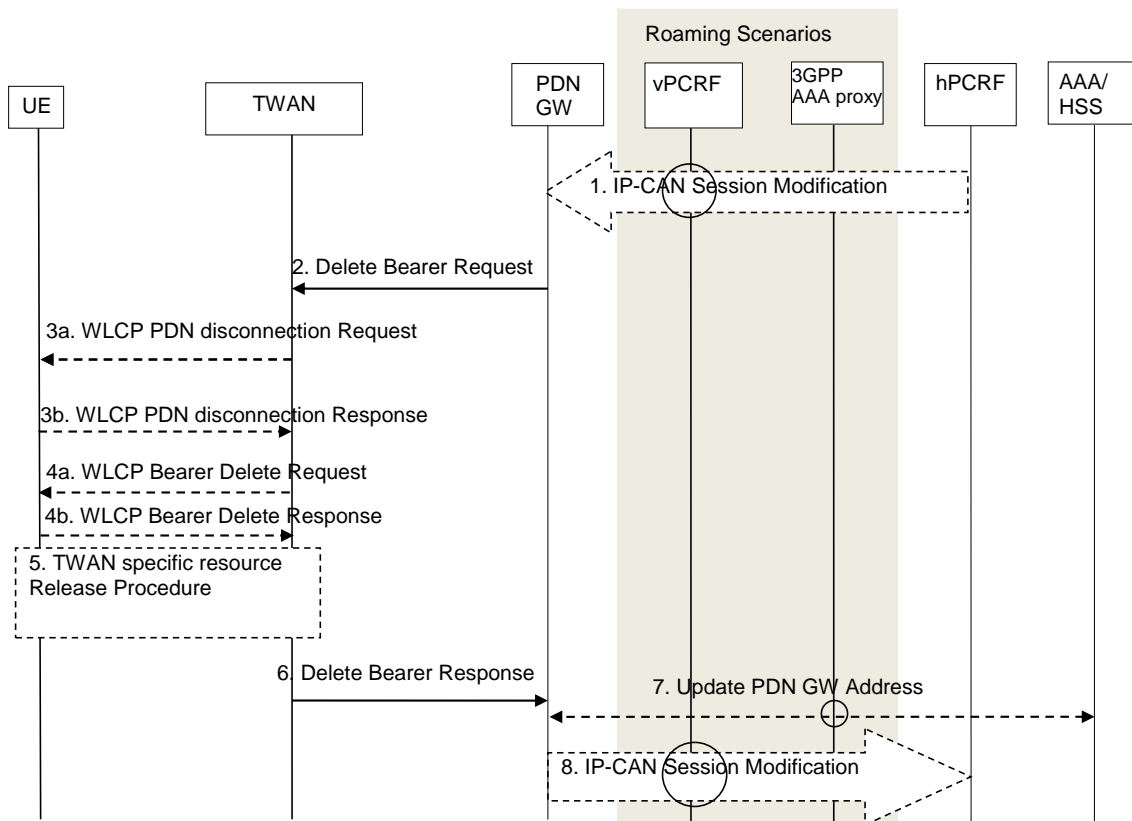 Roaming Scenarios
UE
TWAN
PDN
GW
vPCRF
3GPP
AAA proxy
hPCRF
AAA/
HSS
1. IP-CAN Session Modification
2. Delete Bearer Request
3a. WLCP PDN disconnection Request
3b. WLCP PDN disconnection Response
4a. WLCP Bearer Delete Request
4b. WLCP Bearer Delete Response
5. TWAN specific resource
Release Procedure
6. Delete Bearer Response
7. Update PDN GW Address
8. IP-CAN Session Modification